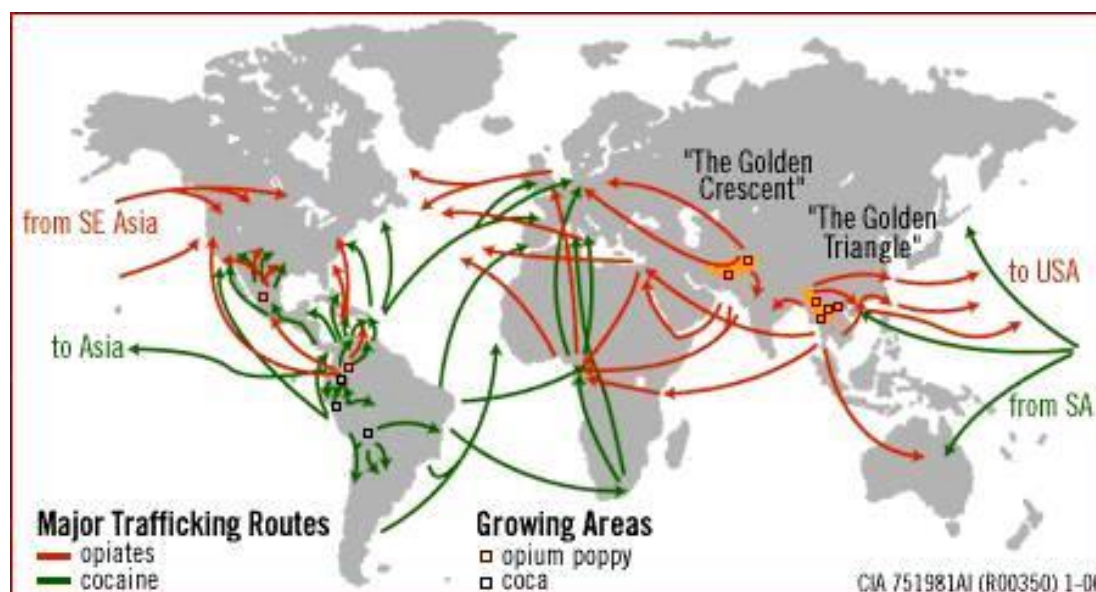 "The Golden
Crescent"
"The Golden
Triangle"
from SE Asia
to USA
to Asia
from SA
Major Trafficking Routes
opiates
cocaine
Growing Areas
opium poppy
coca
CIA 751981AI (R00350) 1-0